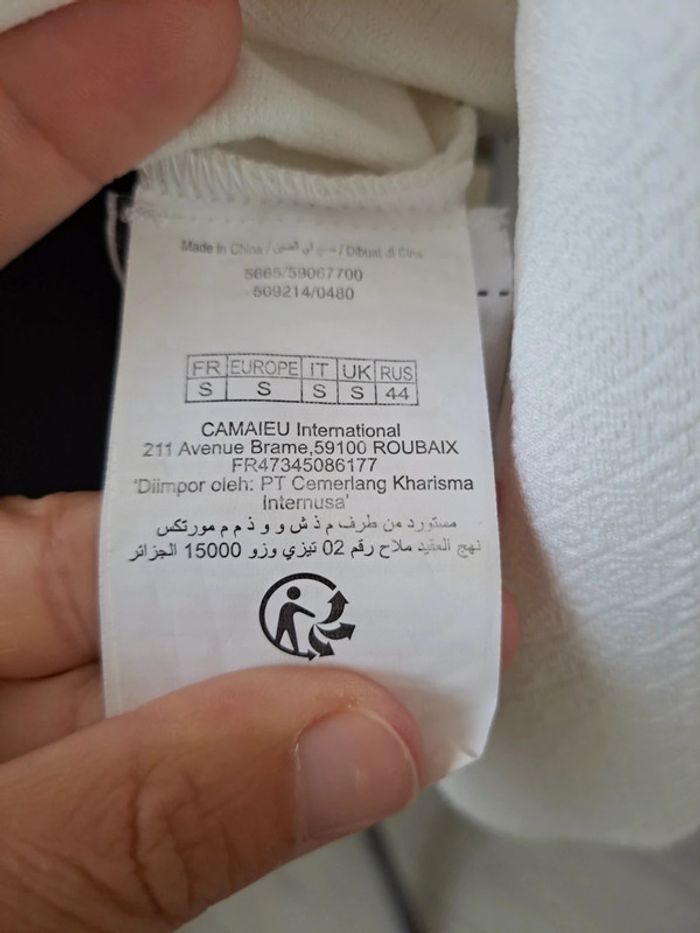 Made in China / صنع في الصين / Dibuat di Cina
5665/59067700
509214/0480
FR EUROPE IT UK RUS
S S S S 44
CAMAIEU International
211 Avenue Brame,59100 ROUBAIX
FR47345086177
'Diimpor oleh: PT Cemerlang Kharisma
Internusa'
مستورد من طرف م ذ ش و و ذ م م مورتكس
نهج العقيد ملاح رقم 02 تيزي وزو 15000 الجزائر